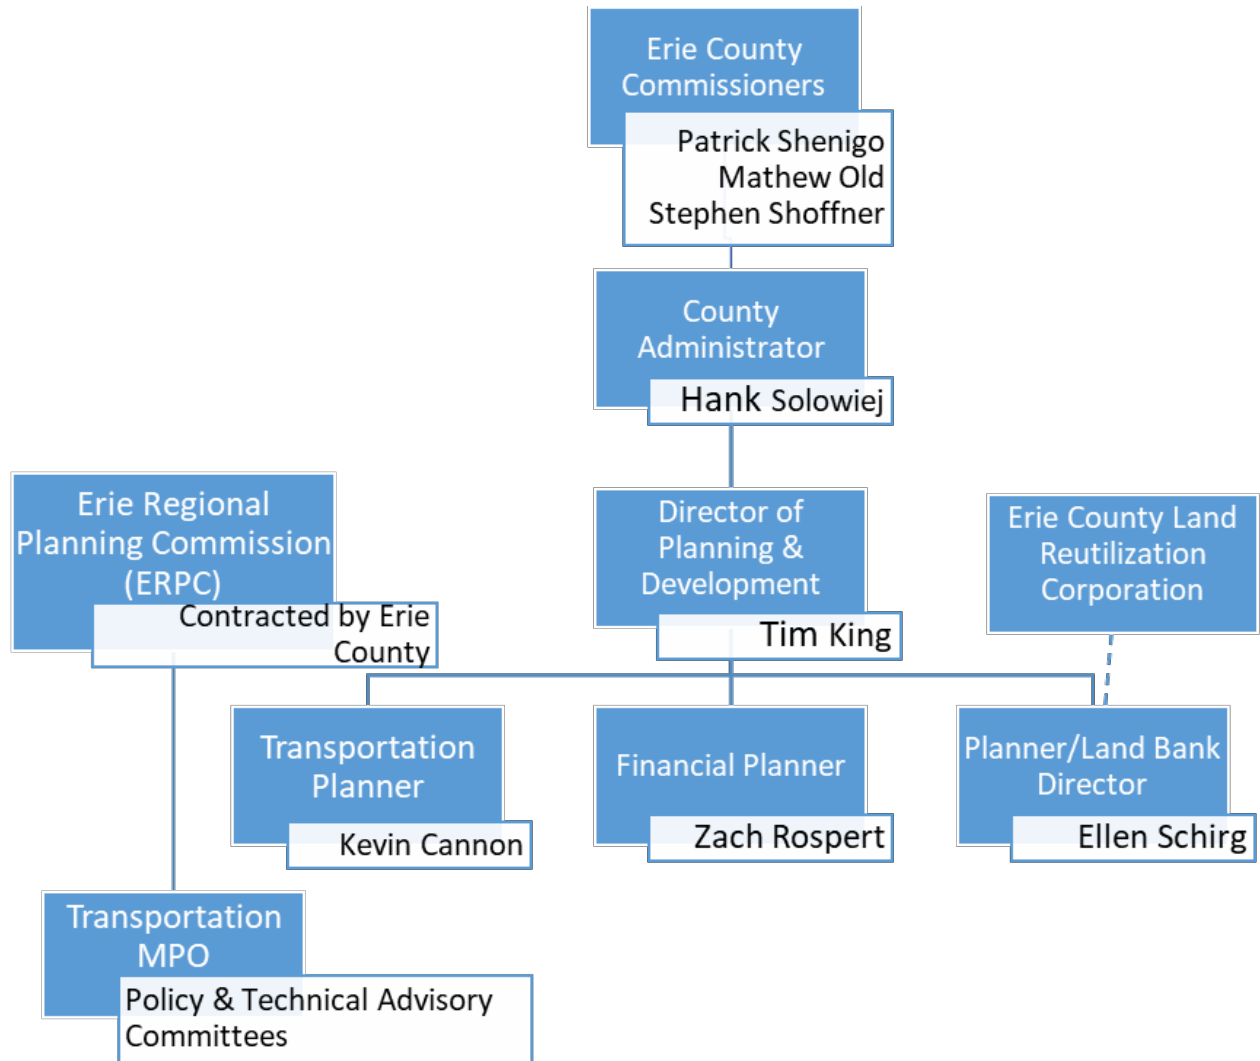 Erie County
Commissioners
Patrick Shenigo
Mathew Old
Stephen Shoffner
County
Administrator
Hank Solowiej
Erie Regional
Planning Commission
(ERPC)
Contracted by Erie
County
Director of
Planning &
Development
Tim King
Erie County Land
Reutilization
Corporation
Transportation
Planner
Kevin Cannon
Financial Planner
Zach Rospert
Planner/Land Bank
Director
Ellen Schirg
Transportation
MPO
Policy & Technical Advisory
Committees